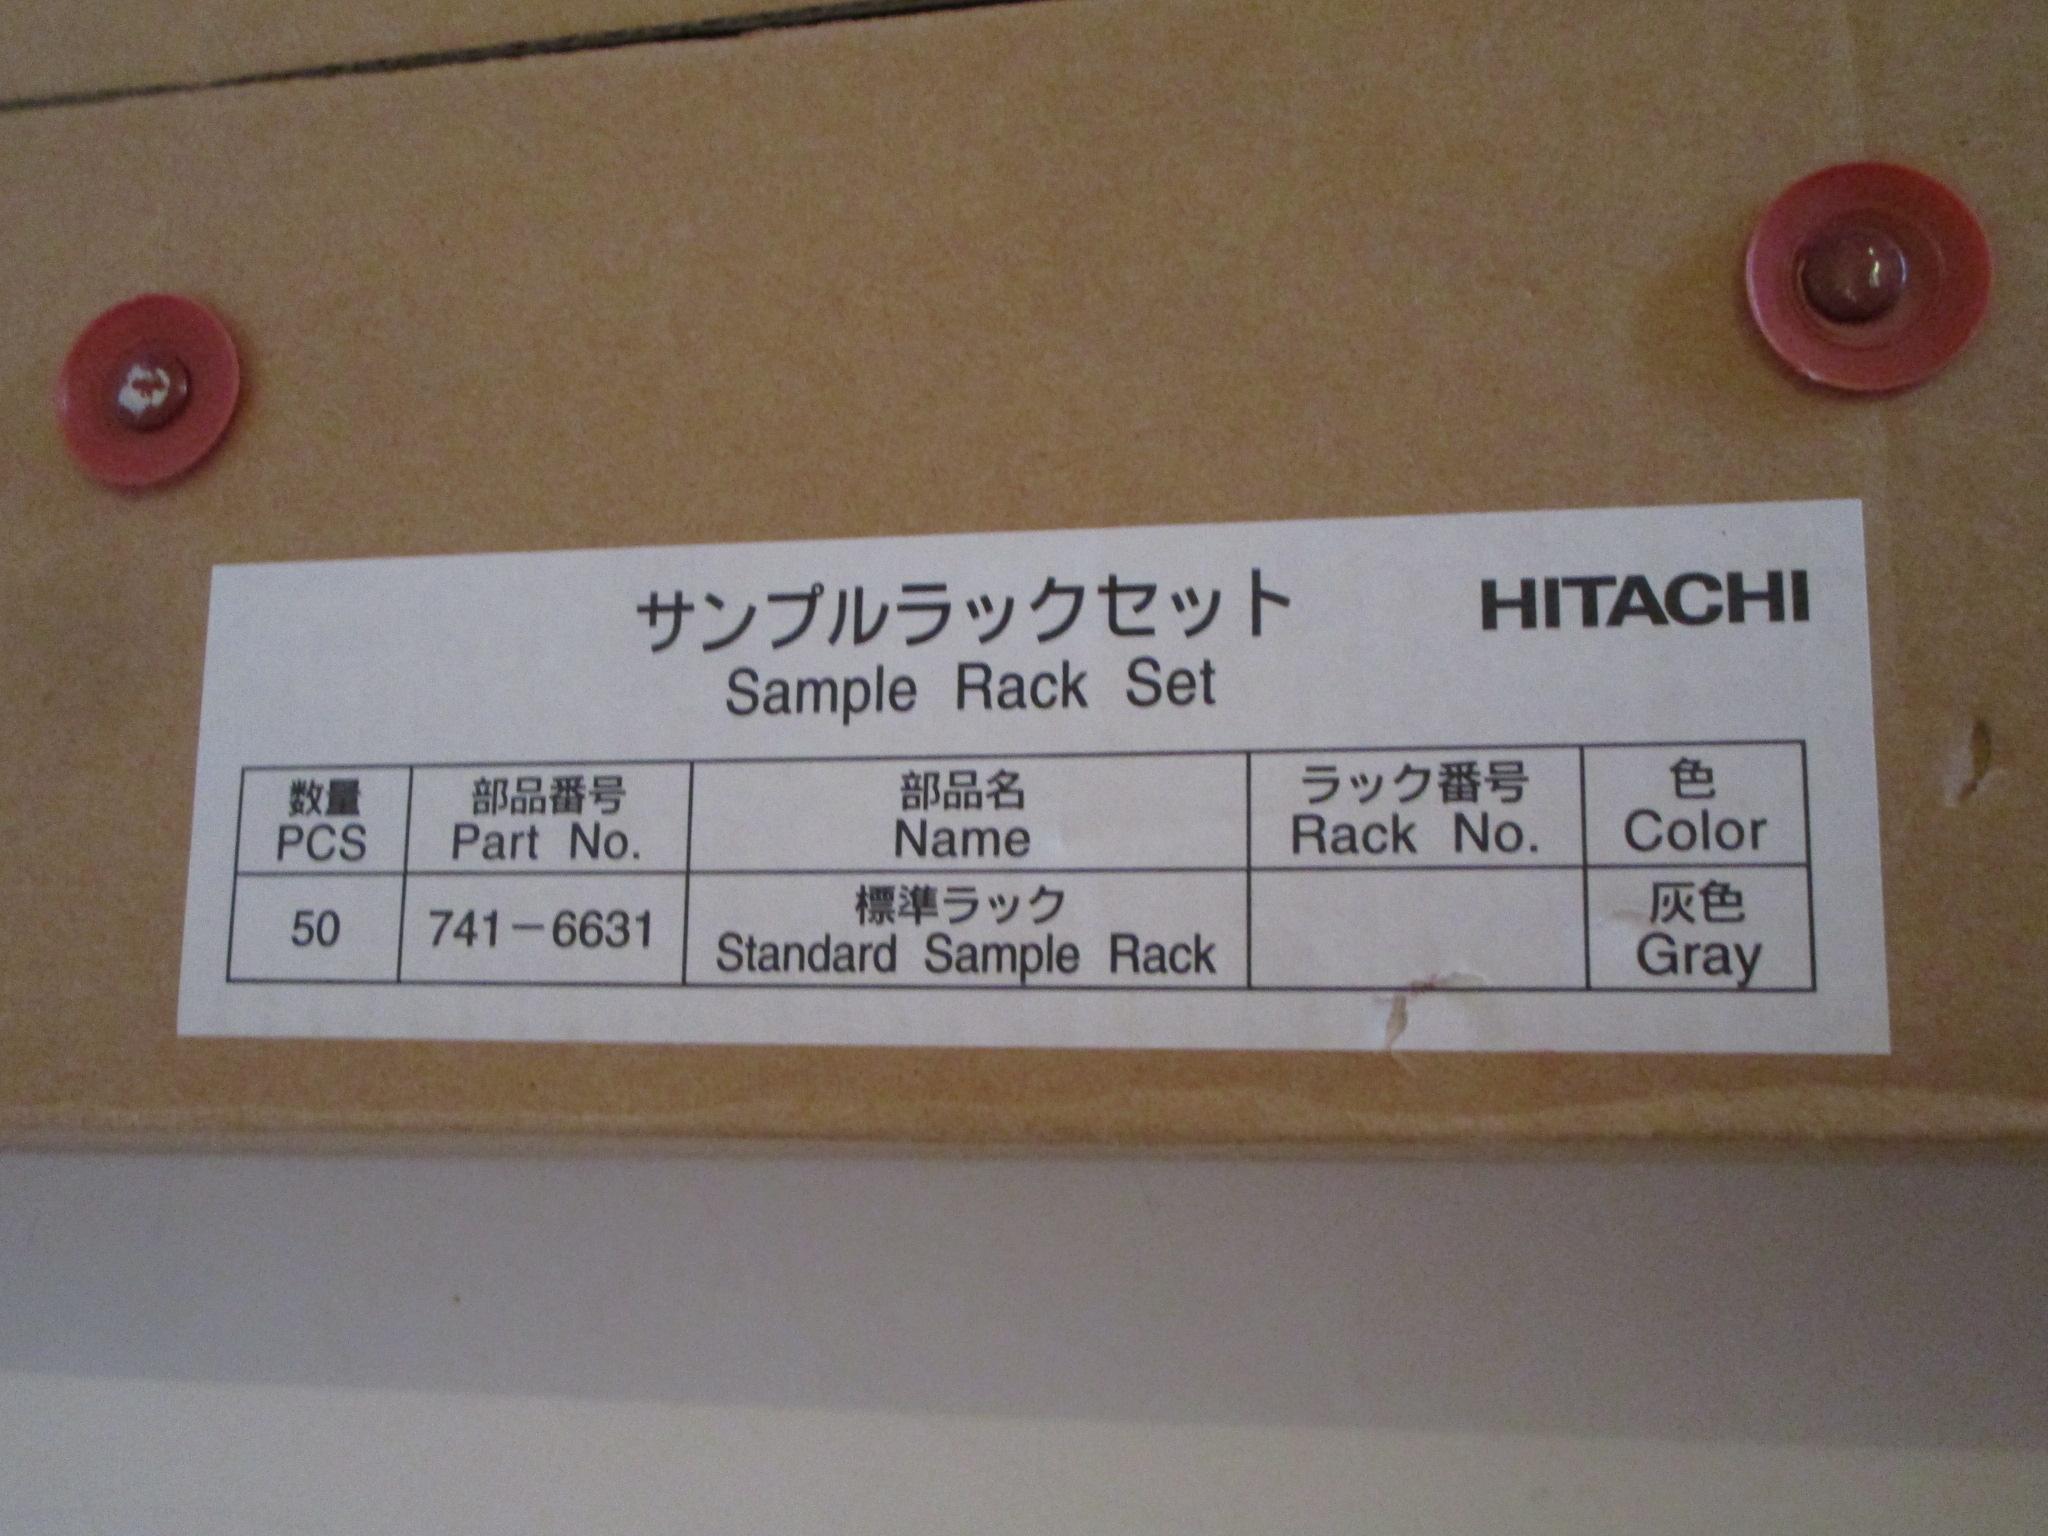 サンプルラックセット
HITACHI
Sample Rack Set
数量 部品番号 部品名 ラック番号 色
PCS Part No. Name Rack No. Color
標準ラック 灰色
50 741-6631 Standard Sample Rack Gray